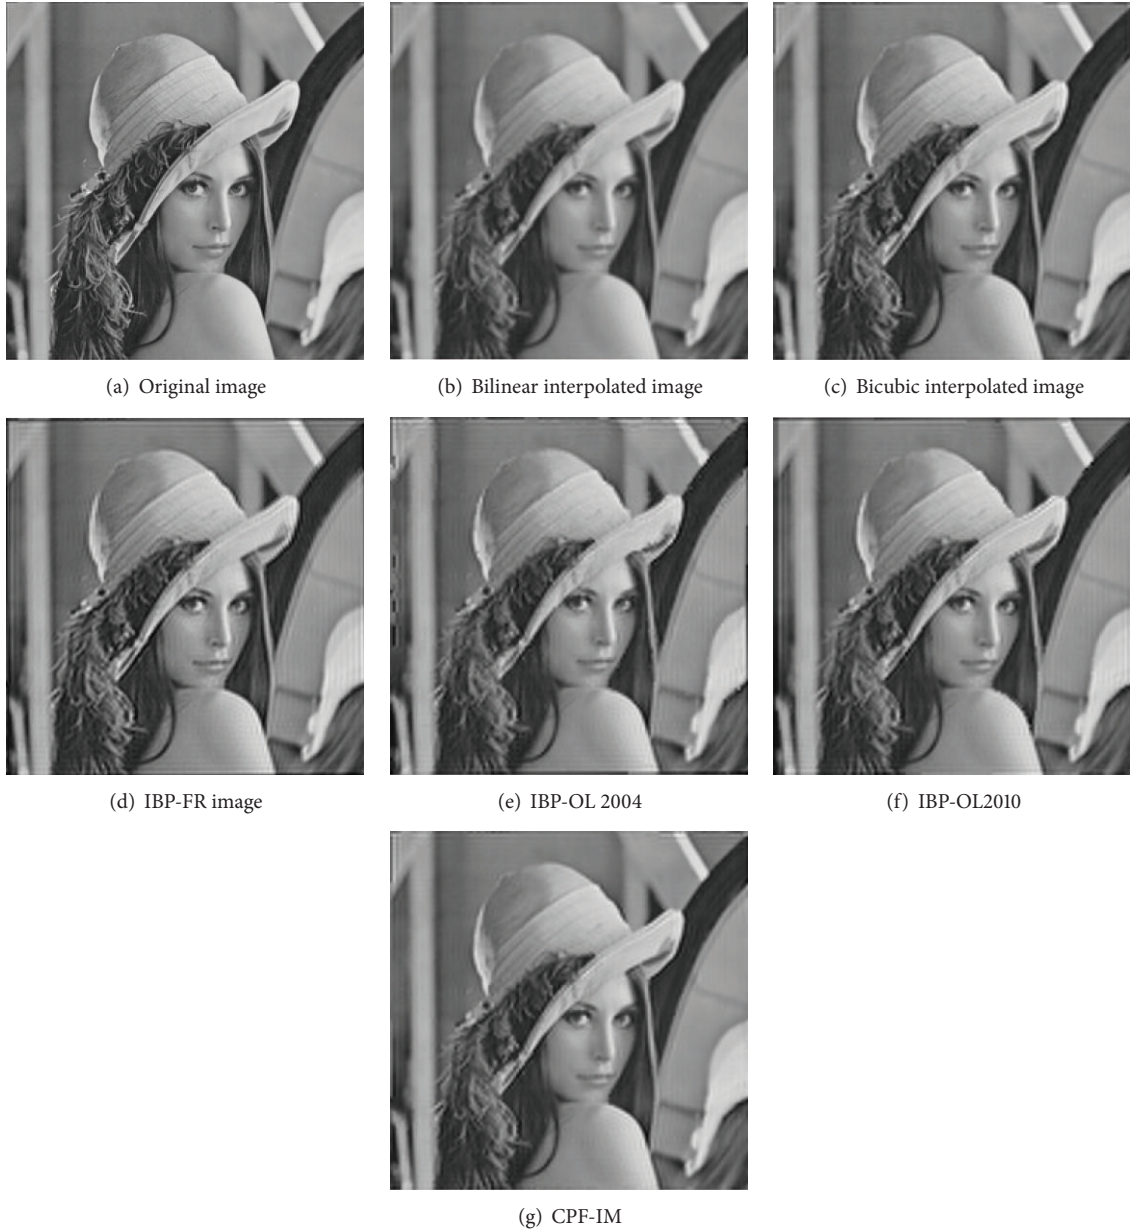 (a) Original image
(b) Bilinear interpolated image
(c) Bicubic interpolated image
(d) IBP-FR image
(e) IBP-OL 2004
(f) IBP-OL2010
(g) CPF-IM